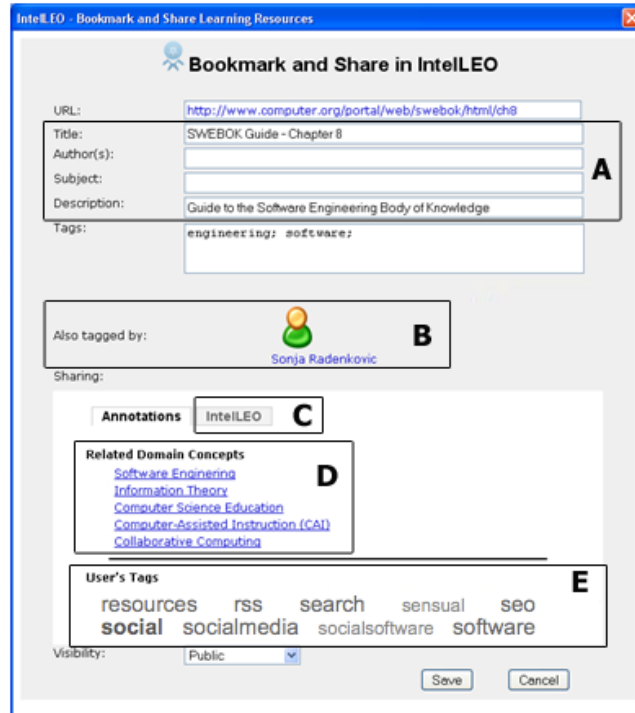 IntelLEO - Bookmark and Share Learning Resources
Bookmark and Share in IntelLEO
URL: http://www.computer.org/portal/web/swebok/html/ch8
Title: SWEBOK Guide - Chapter 8
Author(s):
A
Subject:
Description: Guide to the Software Engineering Body of Knowledge
Tags: engineering; software;
Also tagged by: B
Sonja Radenkovic
Sharing:
Annotations IntelLEO C
Related Domain Concepts
Software Enginering D
Information Theory
Computer Science Education
Computer-Assisted Instruction (CAI)
Collaborative Computing
User's Tags E
resources rss search sensual seo
social socialmedia socialsoftware software
Visibility: Public
Save Cancel